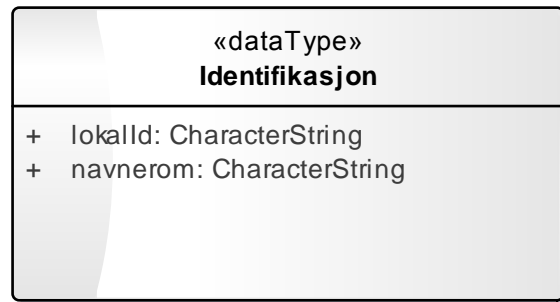 «dataType»
Identifikasjon
+ lokalId: CharacterString
+ navnerom: CharacterString